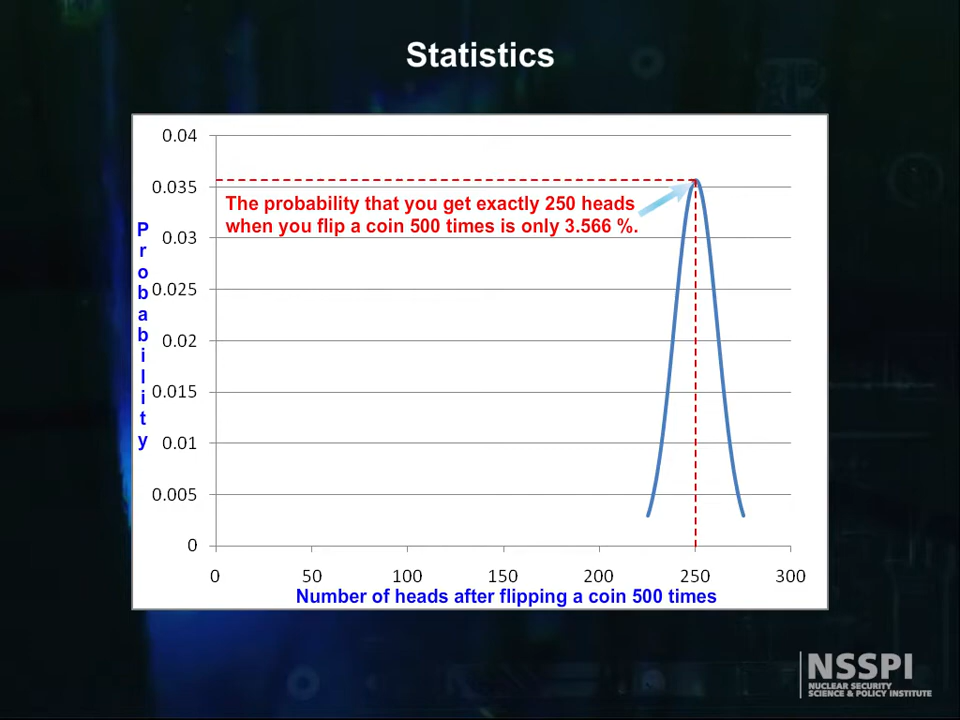 Statistics
0.04
0.035
0.03
0.025
0.02
0.015
0.01
0.005
0
Probability
The probability that you get exactly 250 heads
when you flip a coin 500 times is only 3.566 %.
0 50 100 150 200 250 300
Number of heads after flipping a coin 500 times
NSSPI
NUCLEAR SECURITY
SCIENCE & POLICY INSTITUTE